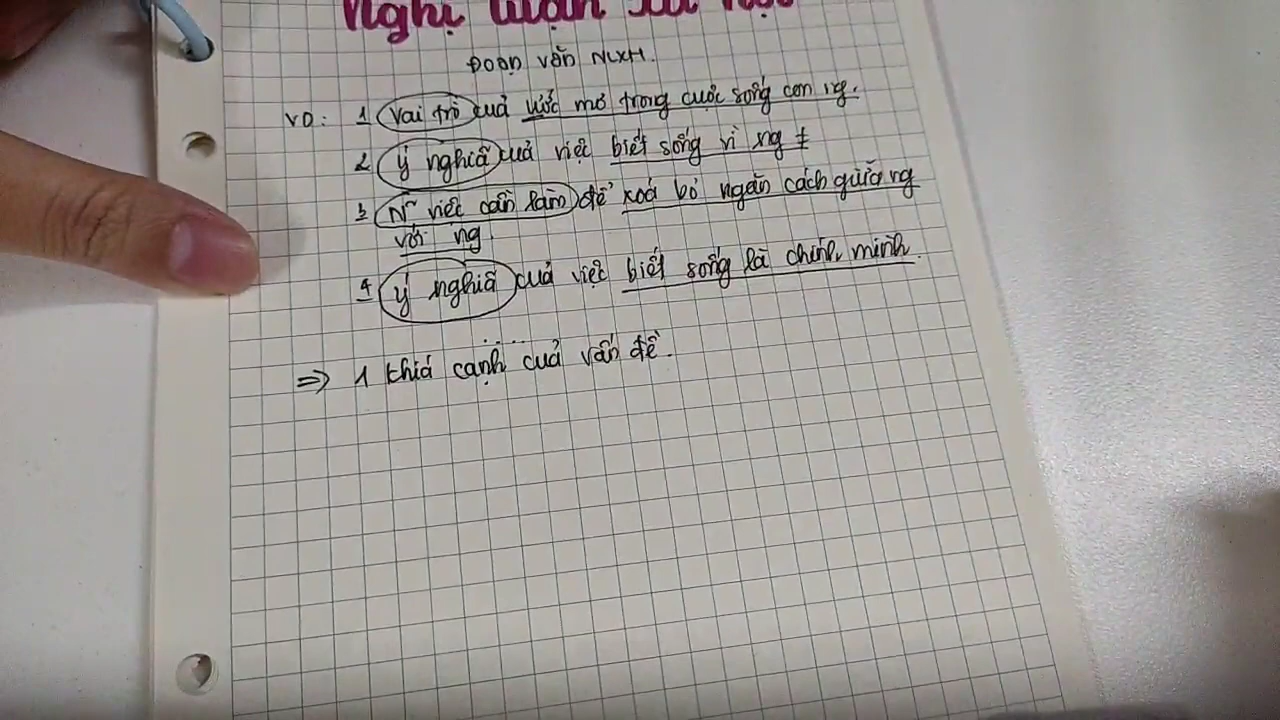 Nghị luận xã hội
Đoạn văn NLXH.
VD: 1 Vai trò của ước mơ trong cuộc sống con ng.
2 Ý nghĩa của việc biết sống vì ng ≠
3 N~ việc cần làm để xoá bỏ ngăn cách giữa ng
với ng
4 Ý nghĩa của việc biết sống là chính mình.
⇒ 1 khía cạnh của vấn đề.